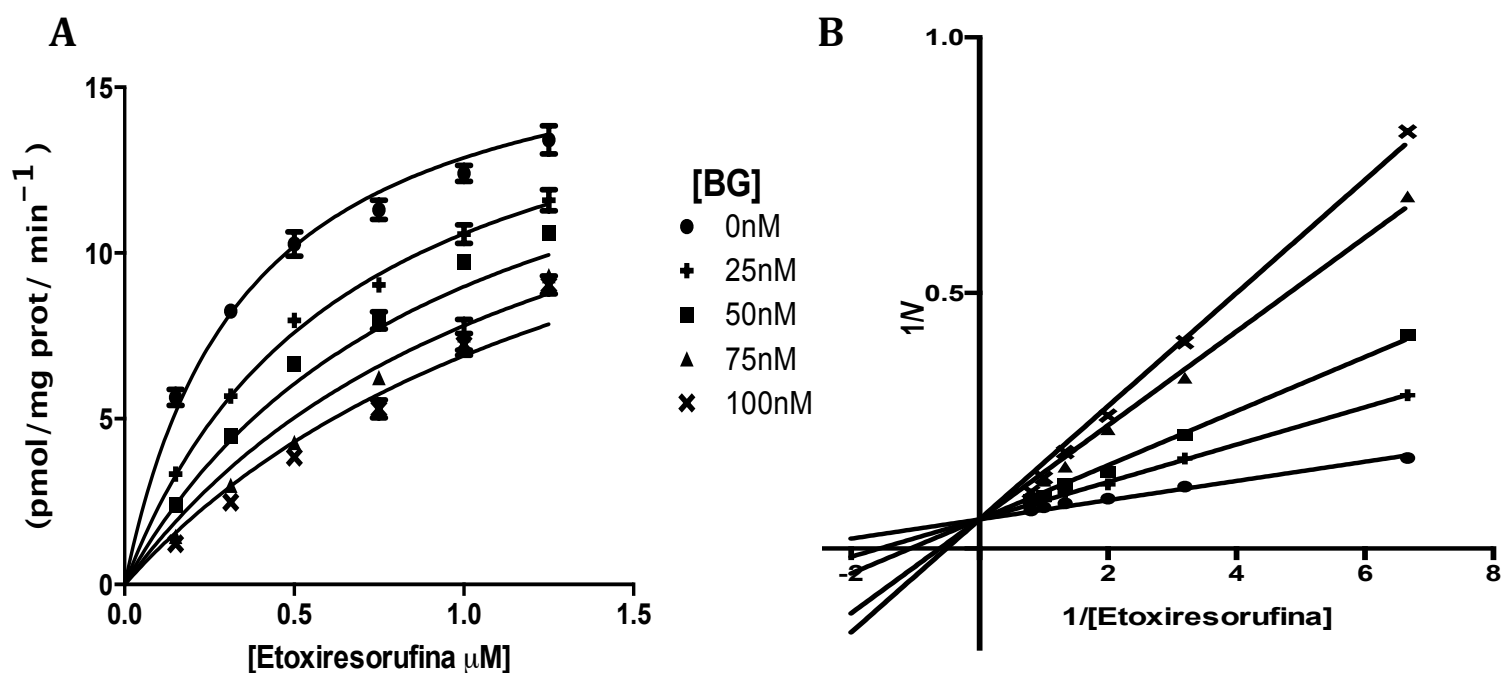 A
(pmol/mg prot/ min⁻¹ )
15
10
5
0
0.0
0.5
1.0
1.5
[Etoxiresorufina μM]
[BG]
0nM
25nM
50nM
75nM
100nM
B
1.0
0.5
1/V
-2
2
4
6
8
1/[Etoxiresorufina]